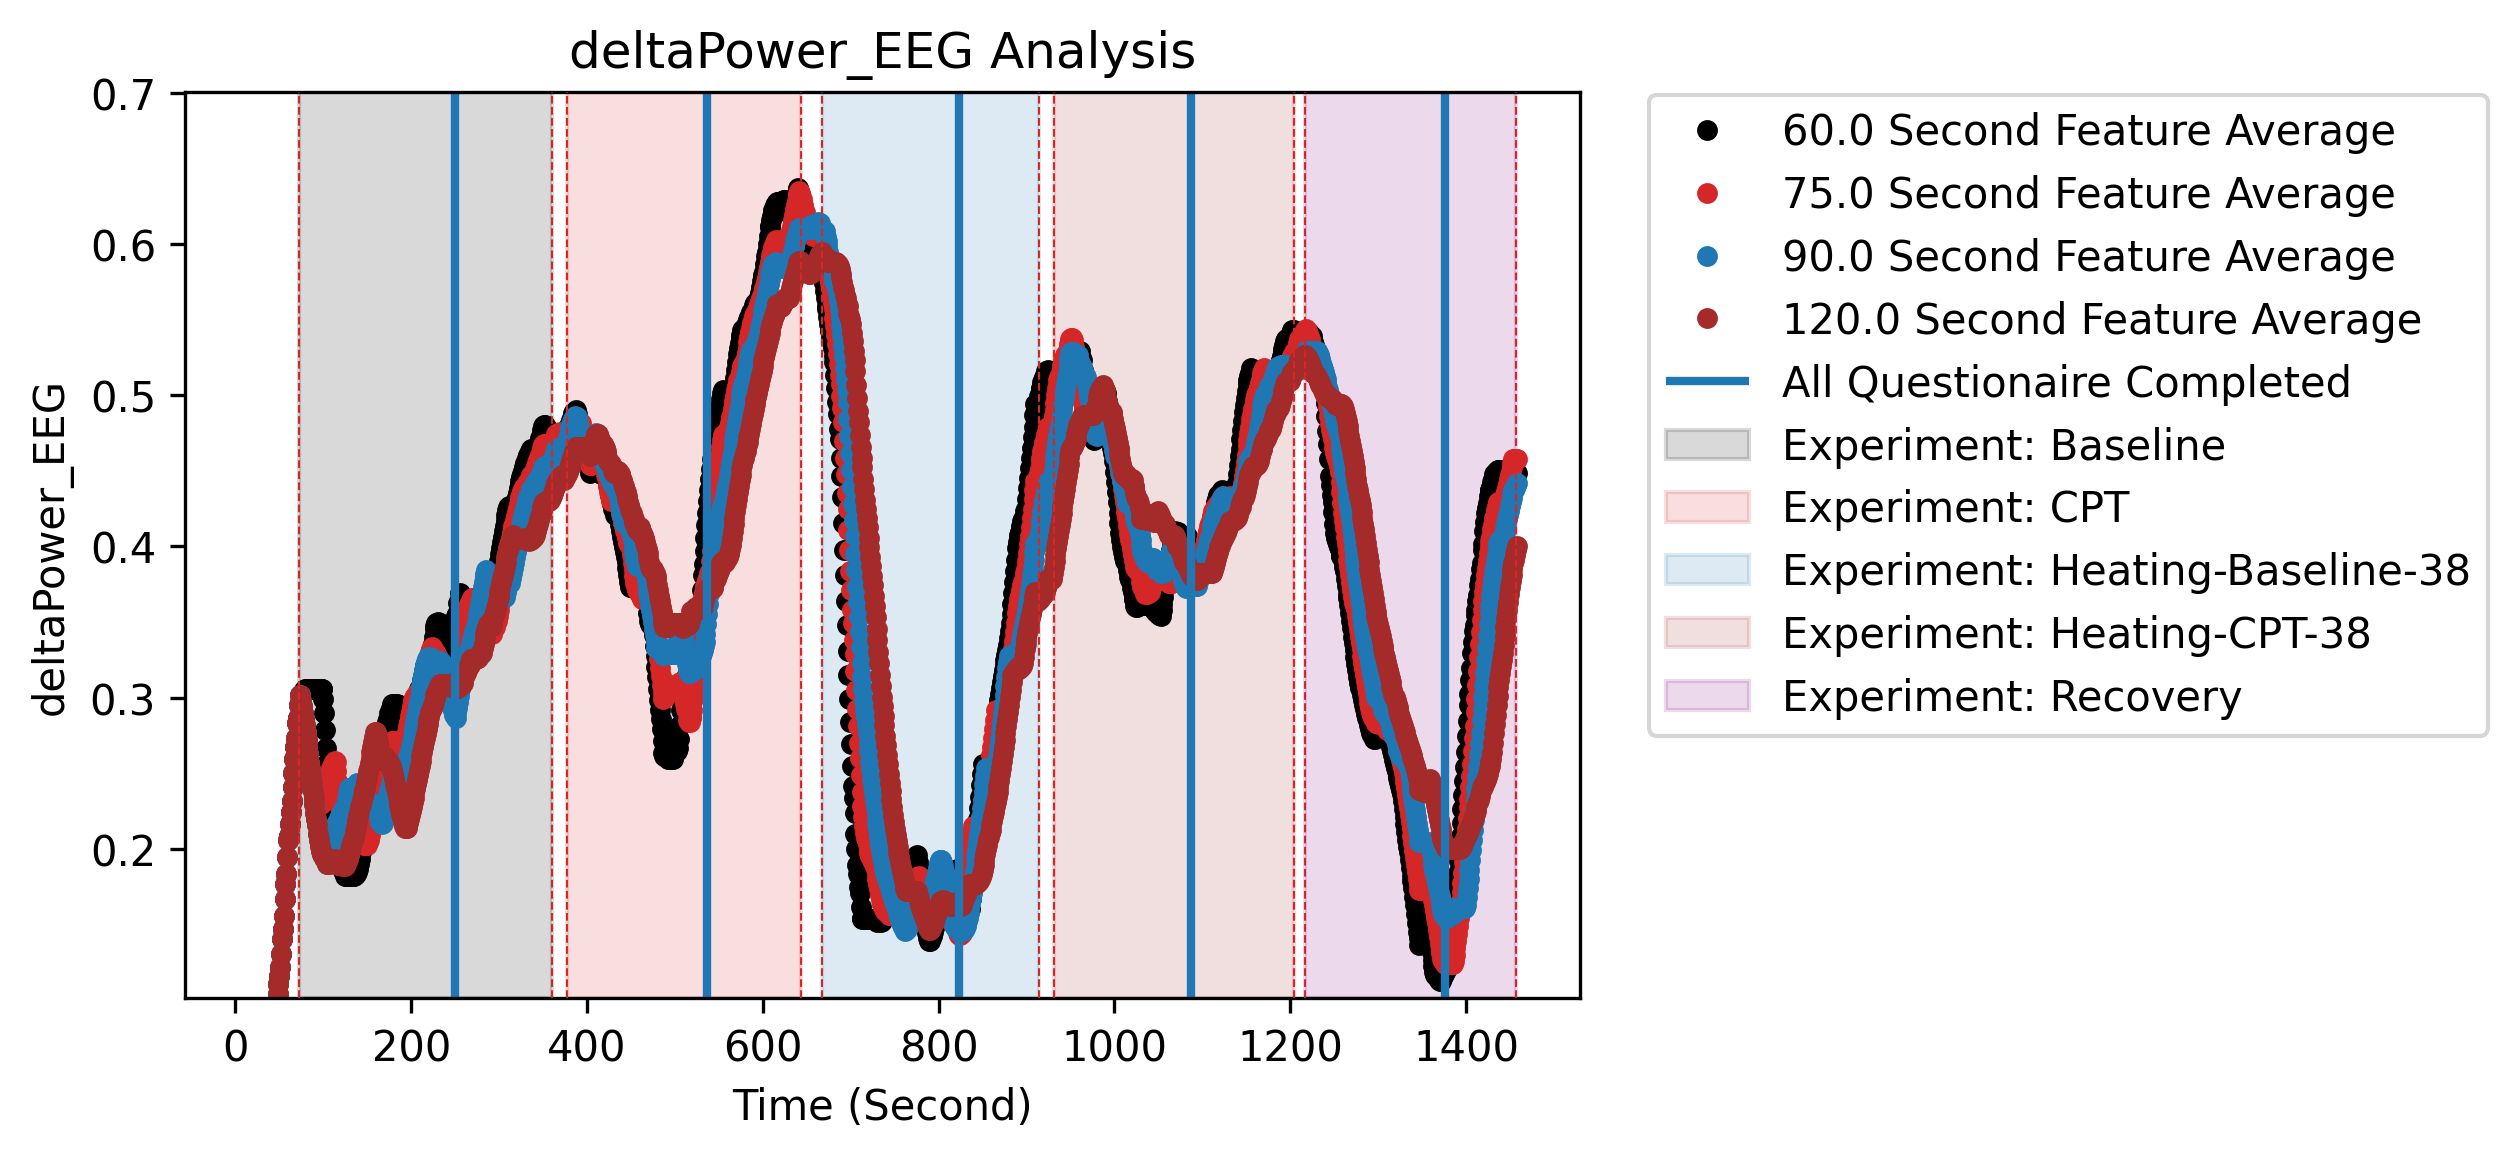 deltaPower_EEG Analysis
0.7
0.6
0.5
0.4
0.3
0.2
deltaPower_EEG
0 200 400 600 800 1000 1200 1400
Time (Second)
60.0 Second Feature Average
75.0 Second Feature Average
90.0 Second Feature Average
120.0 Second Feature Average
All Questionaire Completed
Experiment: Baseline
Experiment: CPT
Experiment: Heating-Baseline-38
Experiment: Heating-CPT-38
Experiment: Recovery